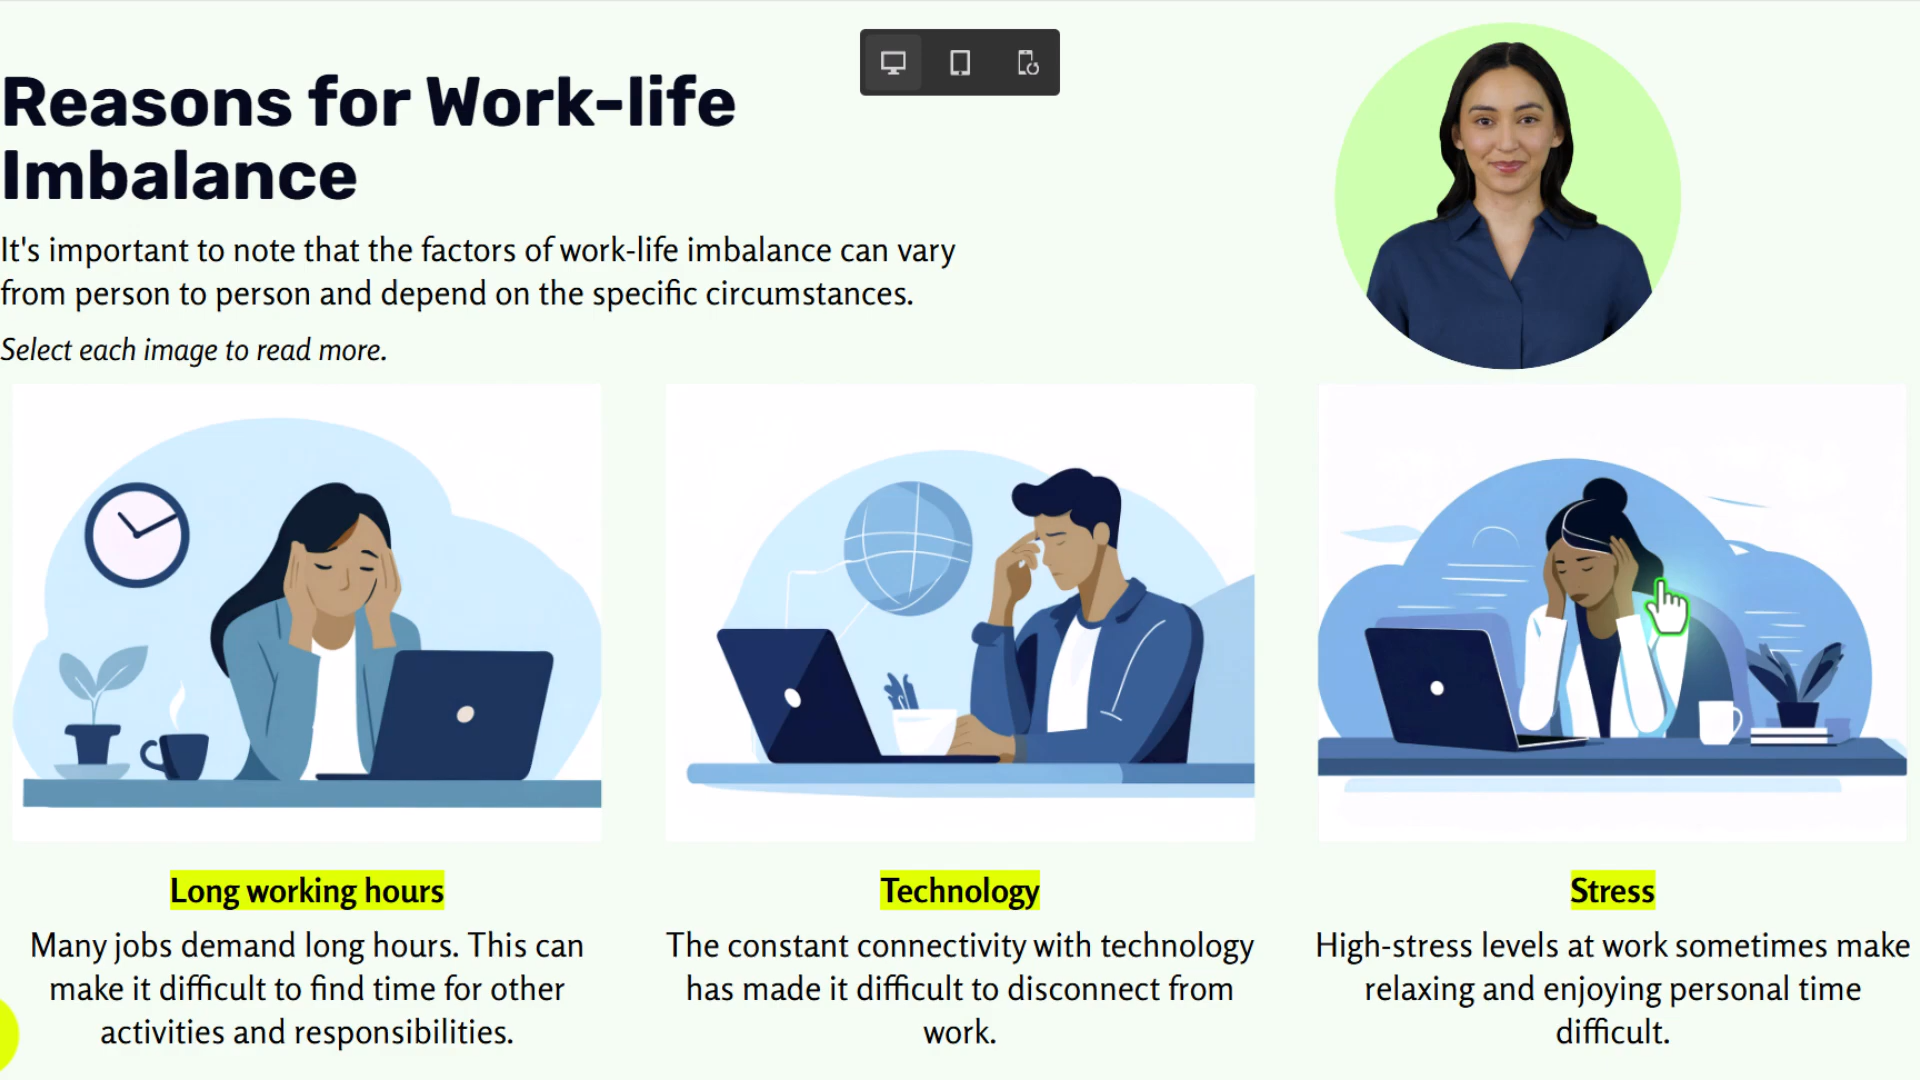 Reasons for Work-life
Imbalance
It's important to note that the factors of work-life imbalance can vary
from person to person and depend on the specific circumstances.
Select each image to read more.
Long working hours
Many jobs demand long hours. This can
make it difficult to find time for other
activities and responsibilities.
Technology
The constant connectivity with technology
has made it difficult to disconnect from
work.
Stress
High-stress levels at work sometimes make
relaxing and enjoying personal time
difficult.